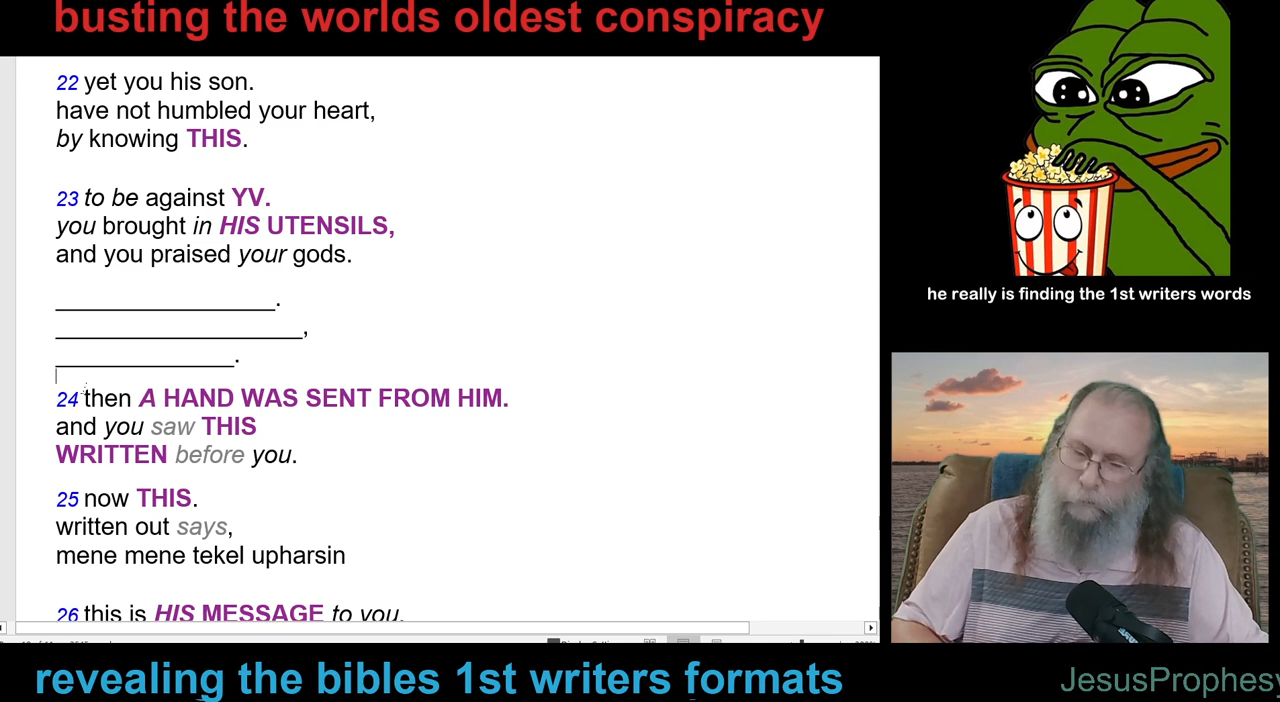 busting the worlds oldest conspiracy
22 yet you his son.
have not humbled your heart,
by knowing THIS.
23 to be against YV.
you brought in HIS UTENSILS,
and you praised your gods.
_________________.
___________________,
______________.
24 then A HAND WAS SENT FROM HIM.
and you saw THIS
WRITTEN before you.
25 now THIS.
written out says,
mene mene tekel upharsin
26 this is HIS MESSAGE to you.
he really is finding the 1st writers words
revealing the bibles 1st writers formats
JesusProphesy